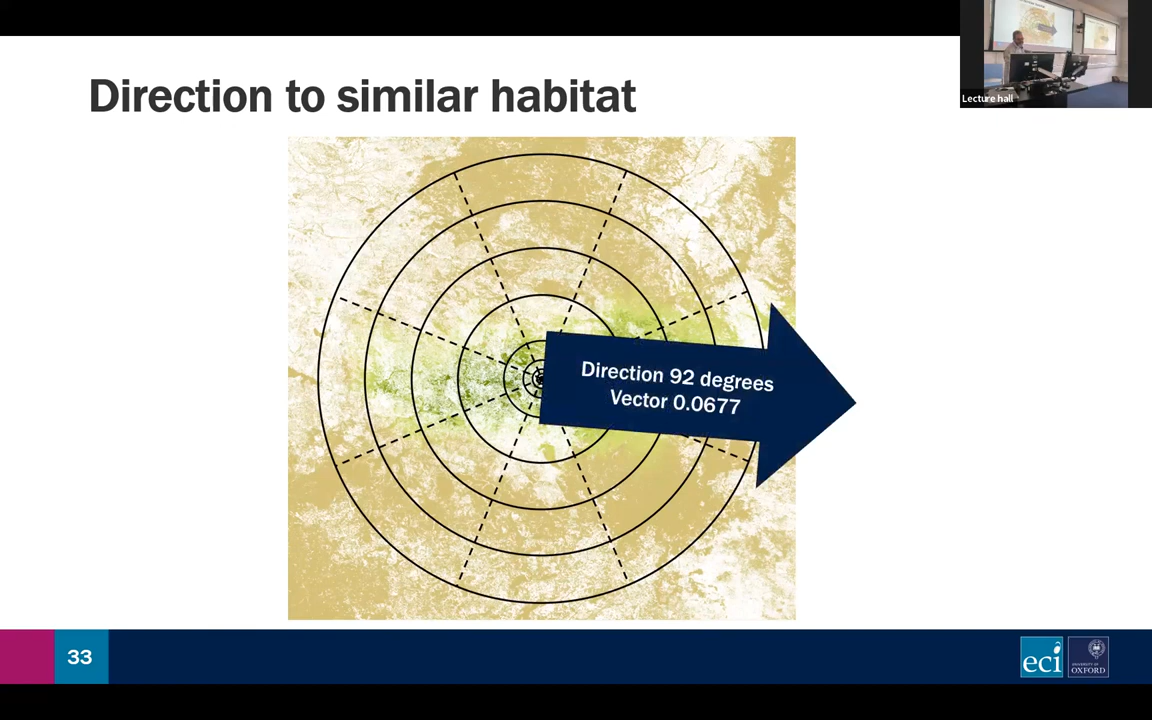 Lecture hall
Direction to similar habitat
Direction 92 degrees
Vector 0.0677
33
eci
UNIVERSITY OF
OXFORD